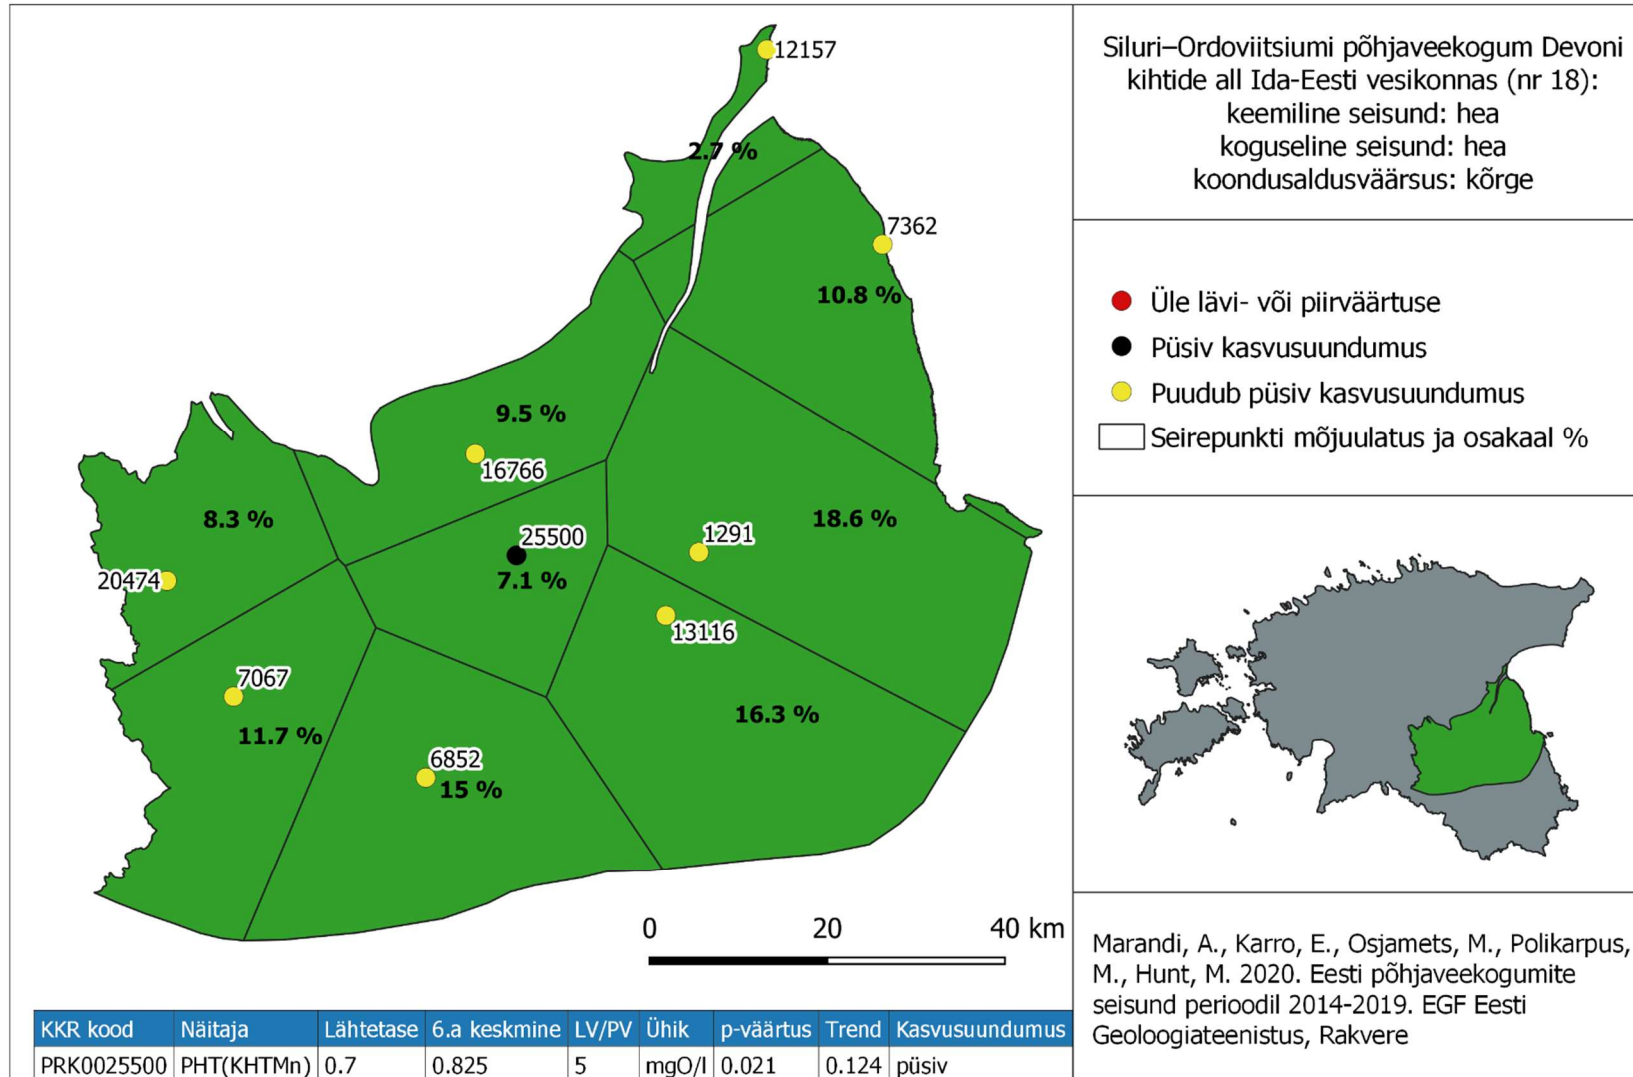 12157
2.7 %
7362
10.8 %
9.5 %
16766
8.3 %
18.6 %
25500
1291
7.1 %
20474
13116
7067
16.3 %
11.7 %
6852
15 %
0 20 40 km
Siluri–Ordoviitsiumi põhjaveekogum Devoni
kihtide all Ida-Eesti vesikonnas (nr 18):
keemiline seisund: hea
koguseline seisund: hea
koondusaldusväärsus: kõrge
Üle lävi- või piirväärtuse
Püsiv kasvusuundumus
Puudub püsiv kasvusuundumus
Seirepunkti mõjuulatus ja osakaal %
Marandi, A., Karro, E., Osjamets, M., Polikarpus,
M., Hunt, M. 2020. Eesti põhjaveekogumite
seisund perioodil 2014-2019. EGF Eesti
Geoloogiateenistus, Rakvere
KKR kood Näitaja Lähtetase 6.a keskmine LV/PV Ühik p-väärtus Trend Kasvusuundumus
PRK0025500 PHT(KHTMn) 0.7 0.825 5 mgO/l 0.021 0.124 püsiv